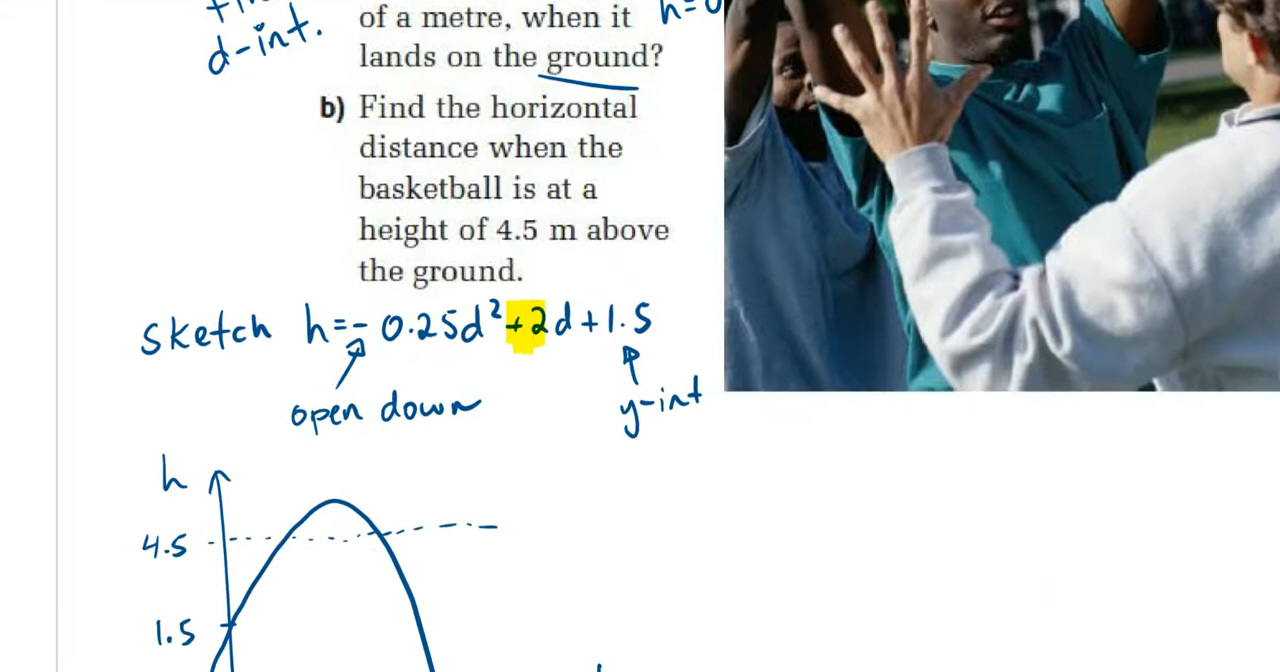 of a metre, when it h=0
d-int. lands on the ground?
b) Find the horizontal
distance when the
basketball is at a
height of 4.5 m above
the ground.
sketch h=-0.25d²+2d+1.5
open down y-int
h
4.5
1.5